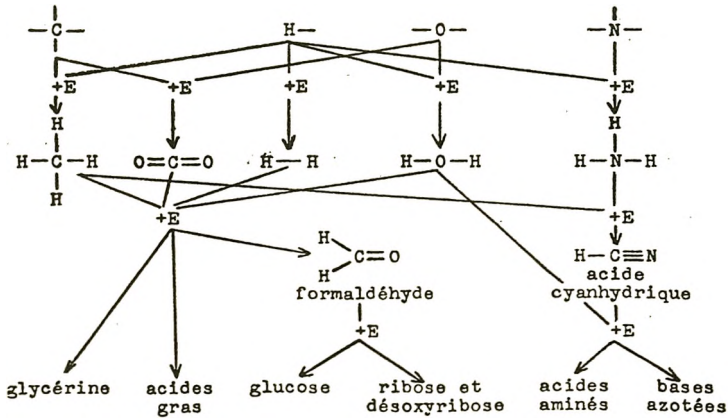 -C- H- -O- -N-
+E +E +E +E +E
H H
H-C-H O=C=O H-H H-O-H H-N-H
H
+E +E
H
C=O H-C≡N
H
acide
formaldéhyde cyanhydrique
+E +E
glycérine acides glucose ribose et acides bases
gras désoxyribose aminés azotées